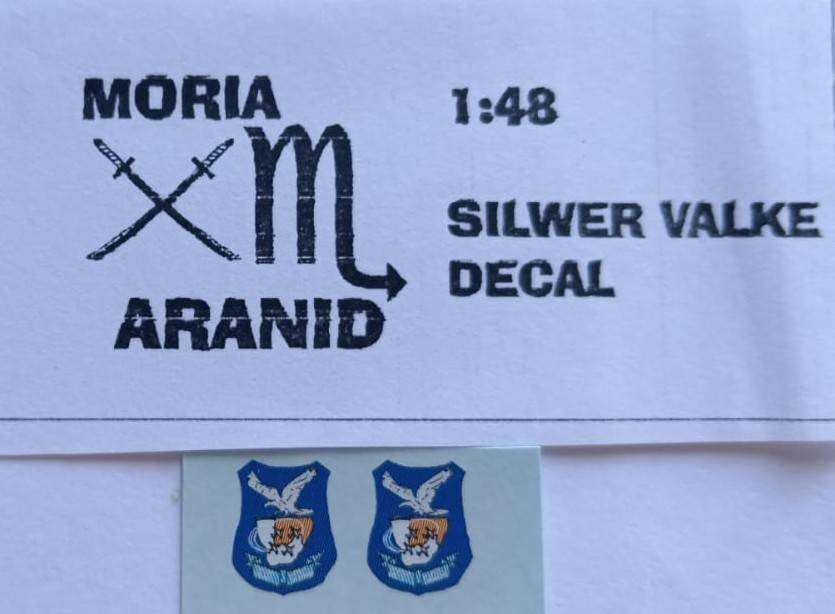 MORIA
ARANID
1:48
SILWER VALKE
DECAL